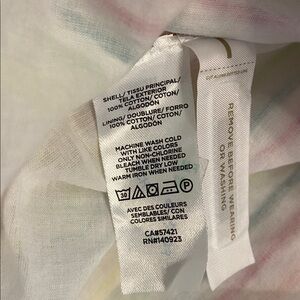 SHELL/ TISSU PRINCIPAL/
TELA EXTERIOR
100% COTTON/ COTON/
ALGODÓN
LINING/ DOUBLURE/ FORRO
100% COTTON/ COTON/
ALGODÓN
MACHINE WASH COLD
WITH LIKE COLORS
ONLY NON-CHLORINE
BLEACH WHEN NEEDED
TUMBLE DRY LOW
WARM IRON WHEN NEEDED
30
P
AVEC DES COULEURS
SEMBLABLES/ CON
COLORES SIMILARES
CA#57421
RN#140923
REMOVE BEFORE WEARING
OR WASHING